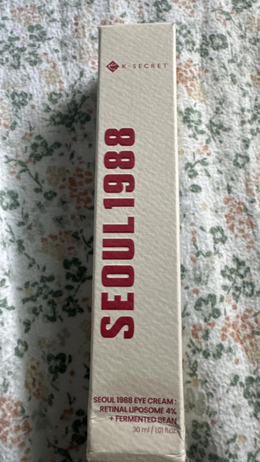 K-SECRET
SEOUL1988
SEOUL 1988 EYE CREAM :
RETINAL LIPOSOME 4%
+ FERMENTED BEAN
30 ml / 1.01 fl.oz